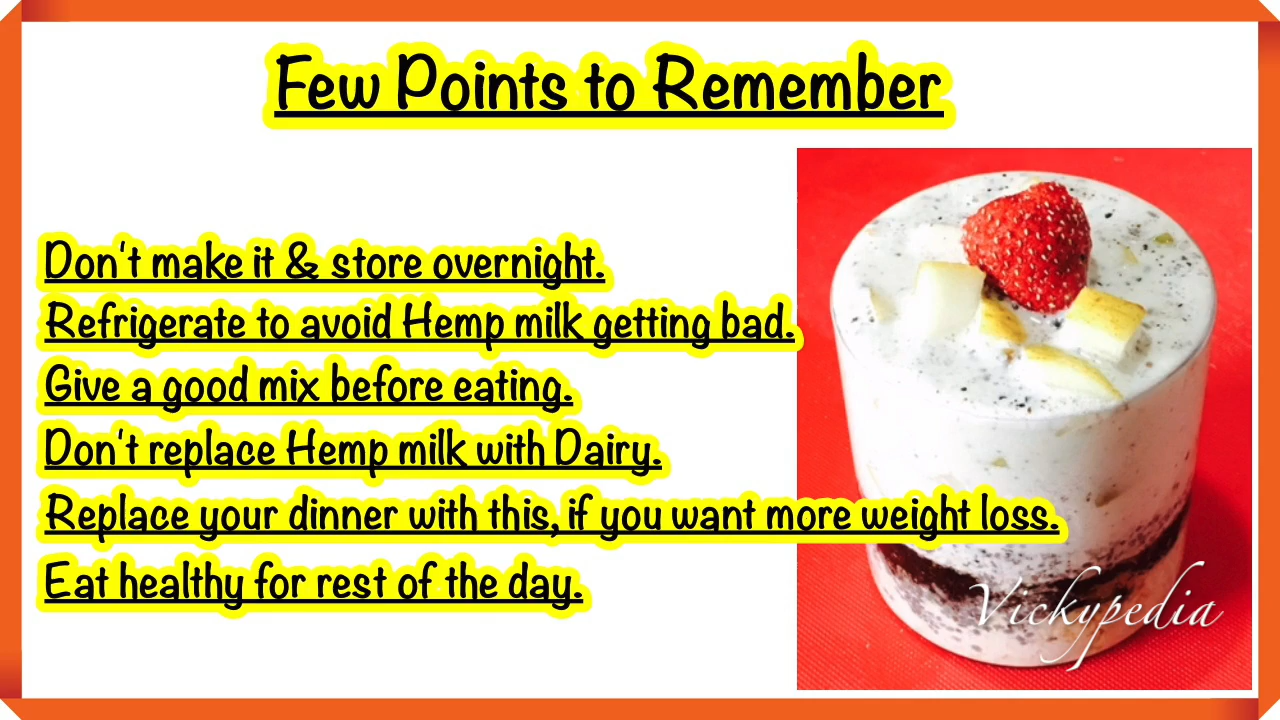 Few Points to Remember
Don't make it & store overnight.
Refrigerate to avoid Hemp milk getting bad.
Give a good mix before eating.
Don't replace Hemp milk with Dairy.
Replace your dinner with this, if you want more weight loss.
Eat healthy for rest of the day.
Vickypedia